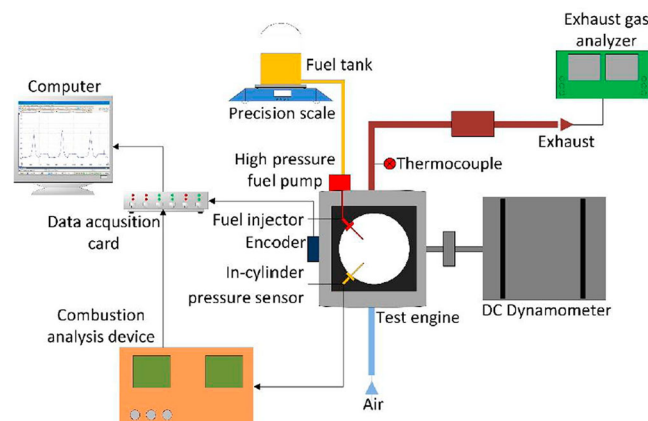 Exhaust gas
analyzer
Fuel tank
Computer
Precision scale
Exhaust
High pressure
fuel pump
Thermocouple
Fuel injector
Data acqusition
card
Encoder
In-cylinder
pressure sensor
Combustion
analysis device
Test engine
DC Dynamometer
Air